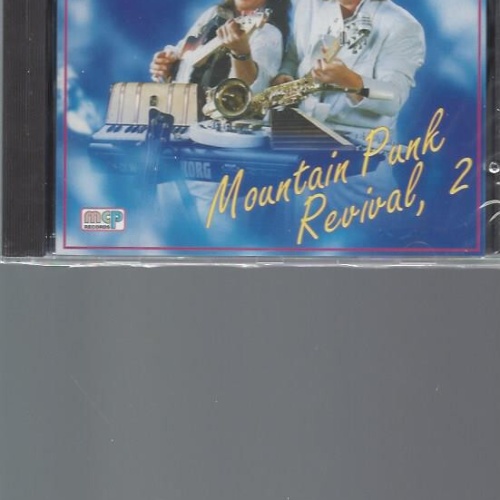 KORG
Mountain Punk
Revival, 2
mcp
RECORDS